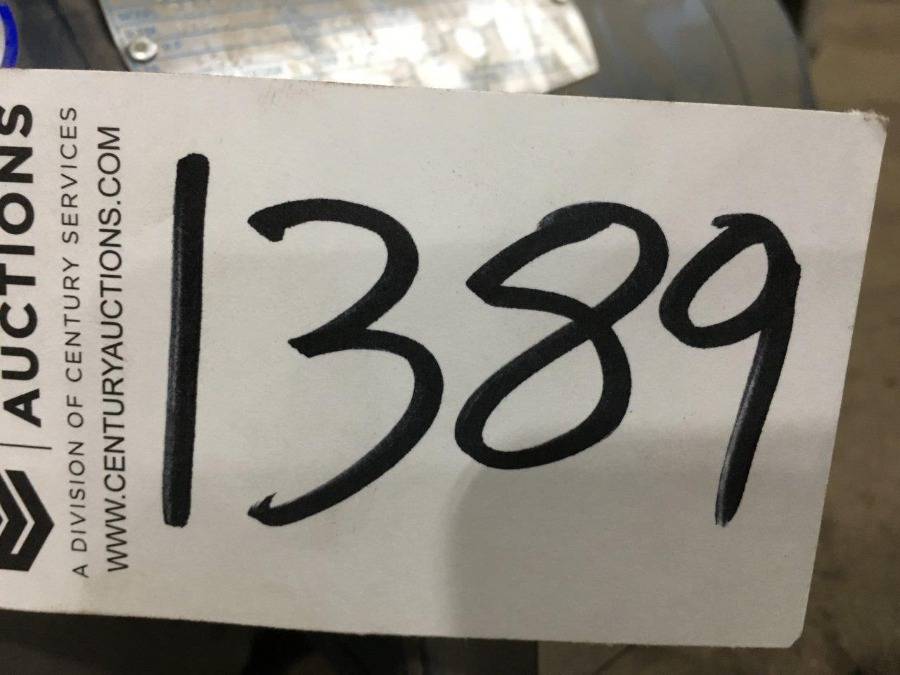 AUCTIONS
A DIVISION OF CENTURY SERVICES
WWW.CENTURYAUCTIONS.COM
1389